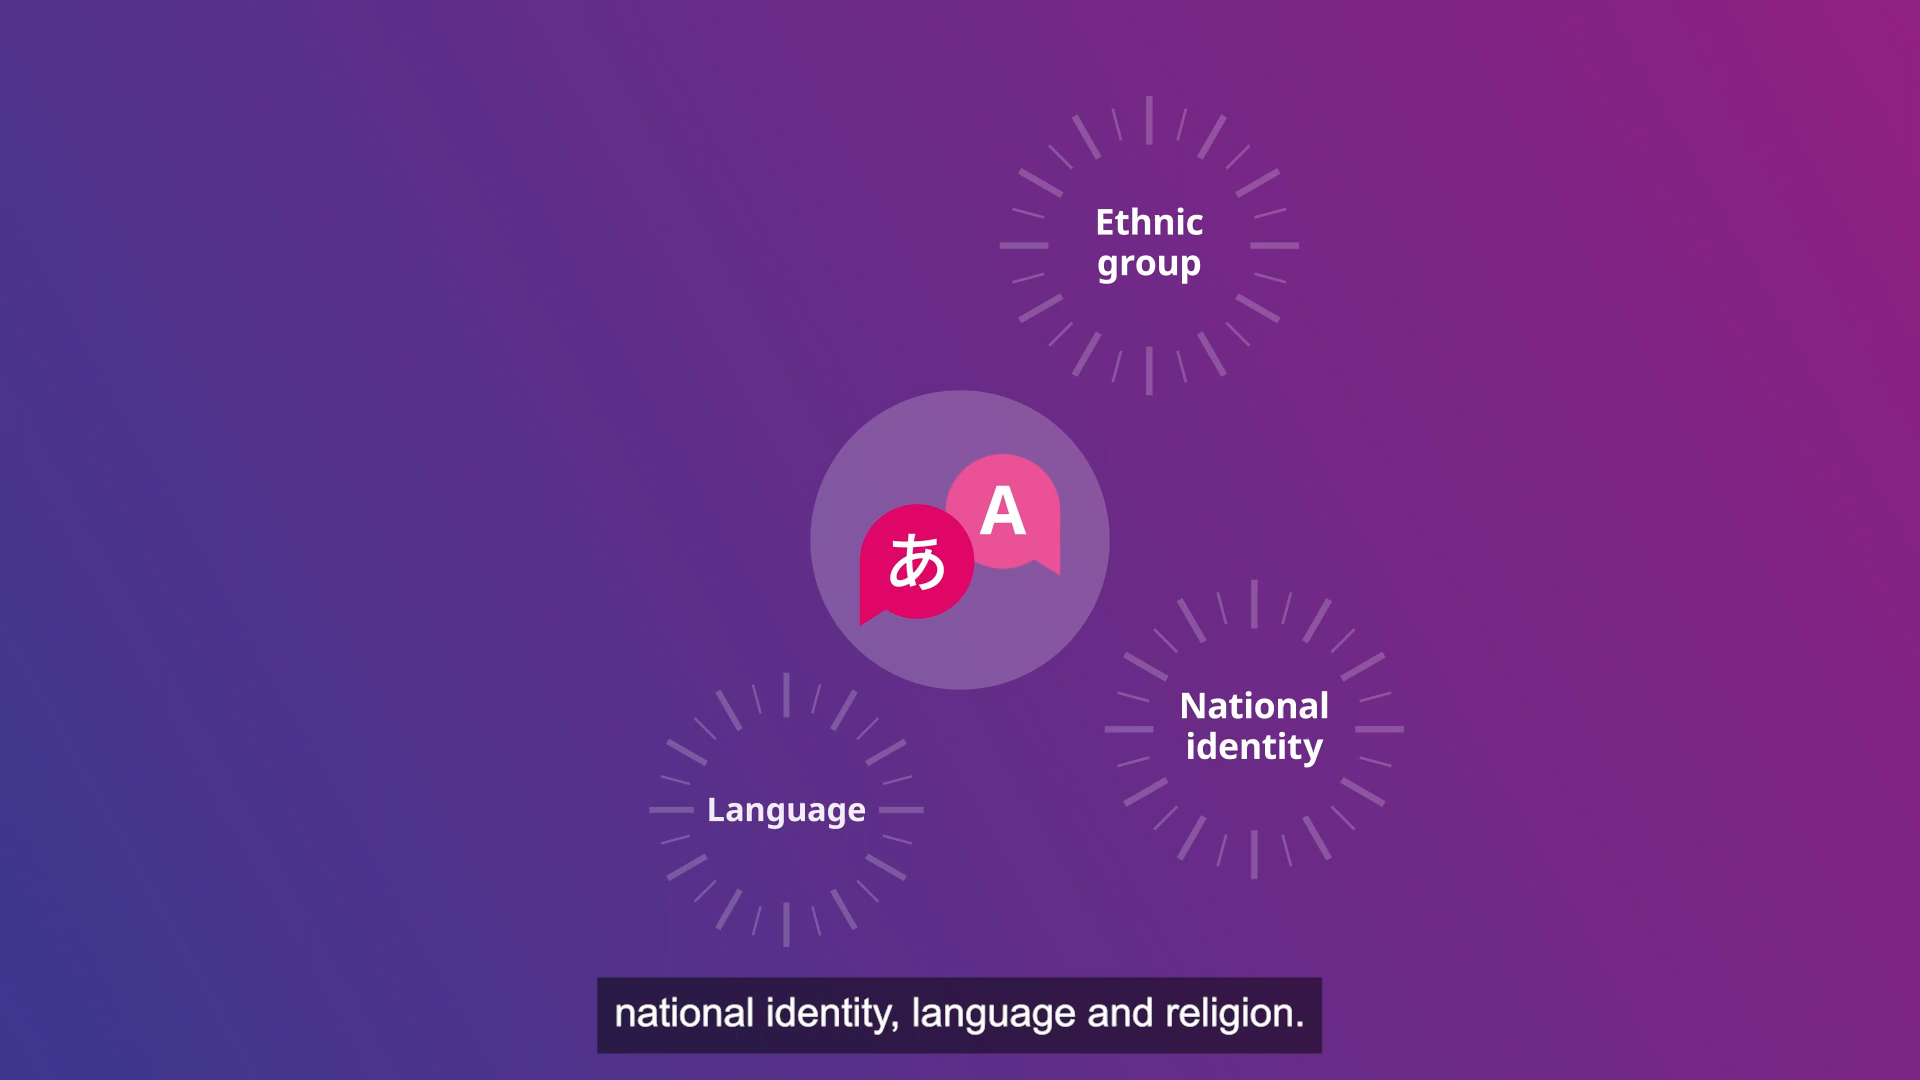 Ethnic
group
A
あ
National
identity
Language
national identity, language and religion.